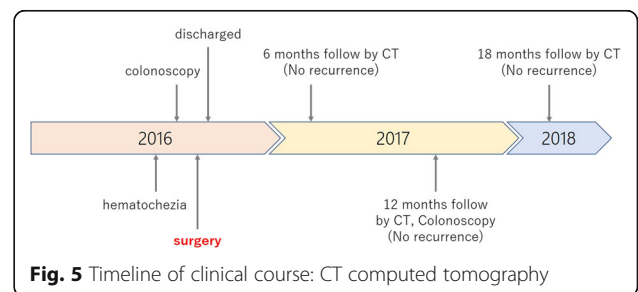 discharged
colonoscopy
6 months follow by CT
(No recurrence)
18 months follow by CT
(No recurrence)
2016
2017
2018
hematochezia
surgery
12 months follow
by CT, Colonoscopy
(No recurrence)
Fig. 5 Timeline of clinical course: CT computed tomography